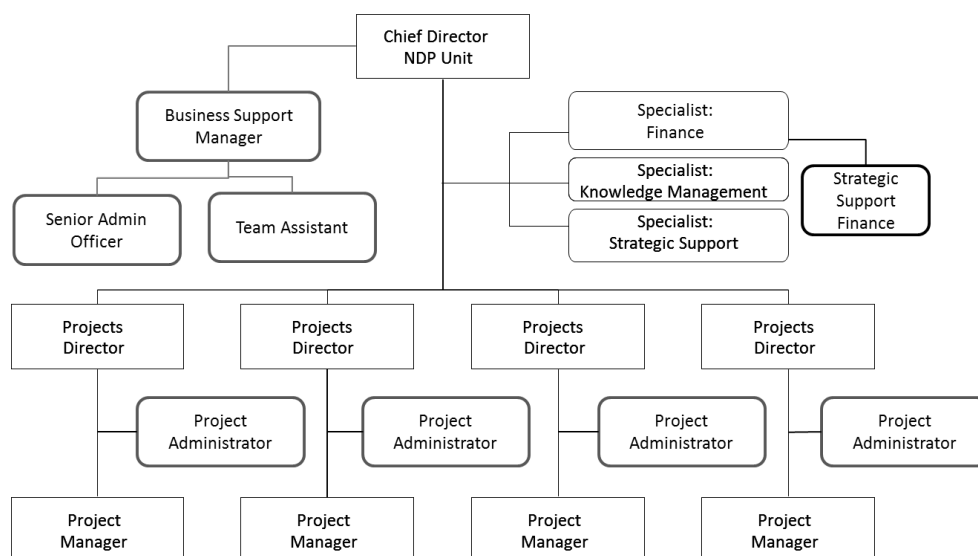 Chief Director
NDP Unit
Business Support
Manager
Senior Admin
Officer
Team Assistant
Specialist:
Finance
Specialist:
Knowledge Management
Specialist:
Strategic Support
Strategic
Support
Finance
Projects
Director
Projects
Director
Projects
Director
Projects
Director
Project
Administrator
Project
Administrator
Project
Administrator
Project
Administrator
Project
Manager
Project
Manager
Project
Manager
Project
Manager